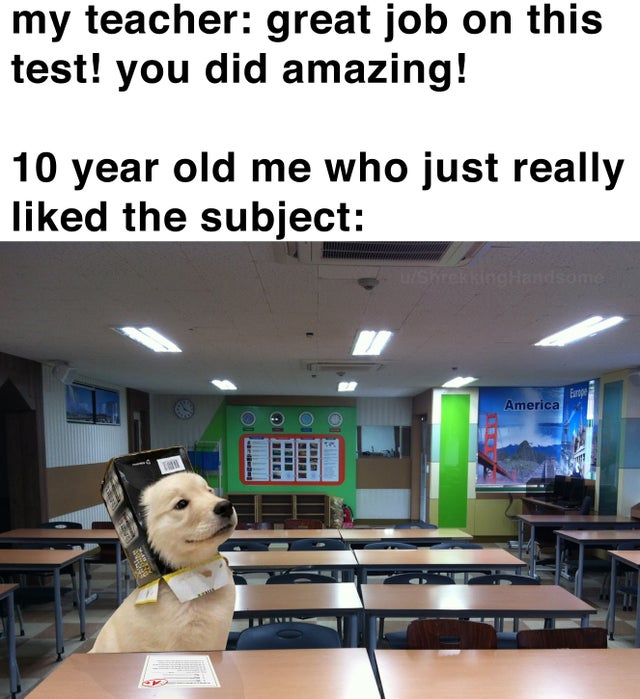 my teacher: great job on this
test! you did amazing!
10 year old me who just really
liked the subject:
u/ShrekkingHandsome
America
Europe
A+